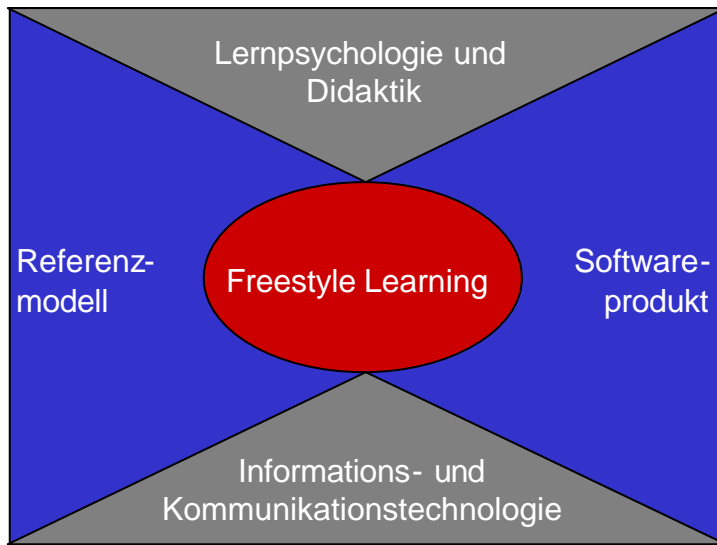 Lernpsychologie und
Didaktik
Referenz-
modell
Freestyle Learning
Software-
produkt
Informations- und
Kommunikationstechnologie